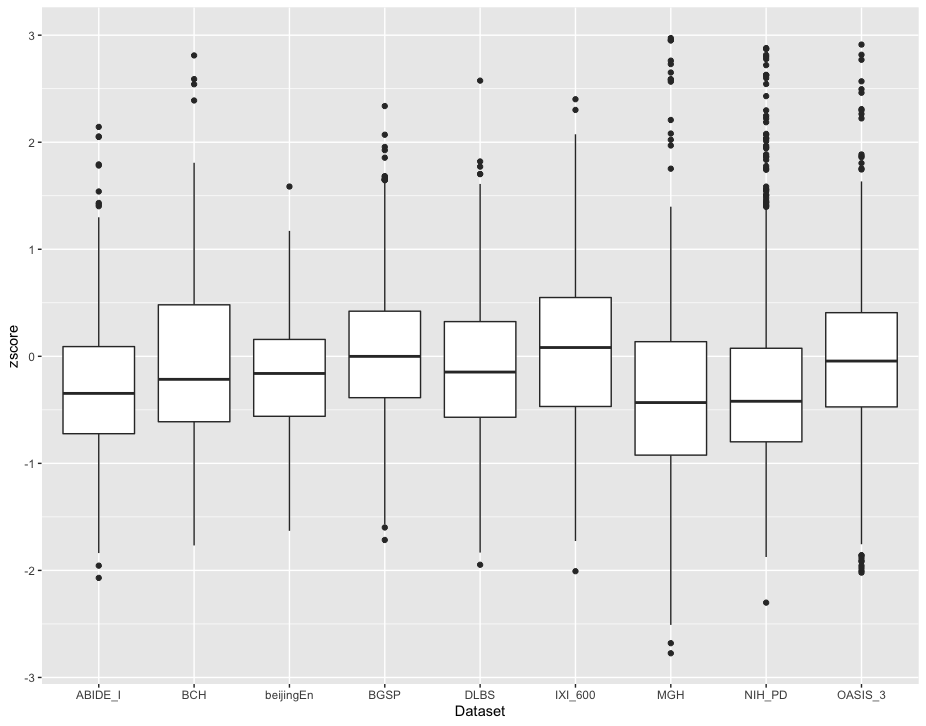 zscore
3
2
1
0
-1
-2
-3
ABIDE_I BCH beijingEn BGSP DLBS IXI_600 MGH NIH_PD OASIS_3
Dataset